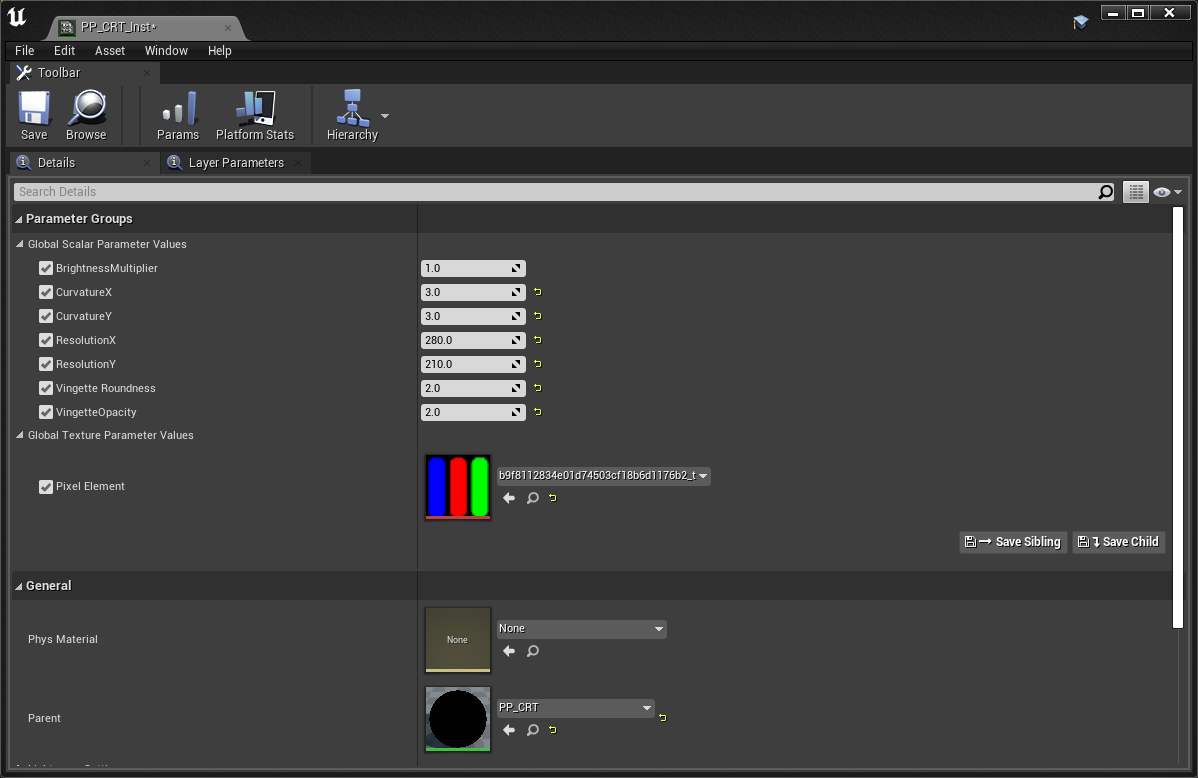 PP_CRT_Inst*
File Edit Asset Window Help
Toolbar
Save Browse Params Platform Stats Hierarchy
Details Layer Parameters
Search Details
Parameter Groups
Global Scalar Parameter Values
BrightnessMultiplier 1.0
CurvatureX 3.0
CurvatureY 3.0
ResolutionX 280.0
ResolutionY 210.0
Vingette Roundness 2.0
VingetteOpacity 2.0
Global Texture Parameter Values
Pixel Element b9f8112834e01d74503cf18b6d1176b2_t
Save Sibling Save Child
General
Phys Material None None
Parent PP_CRT